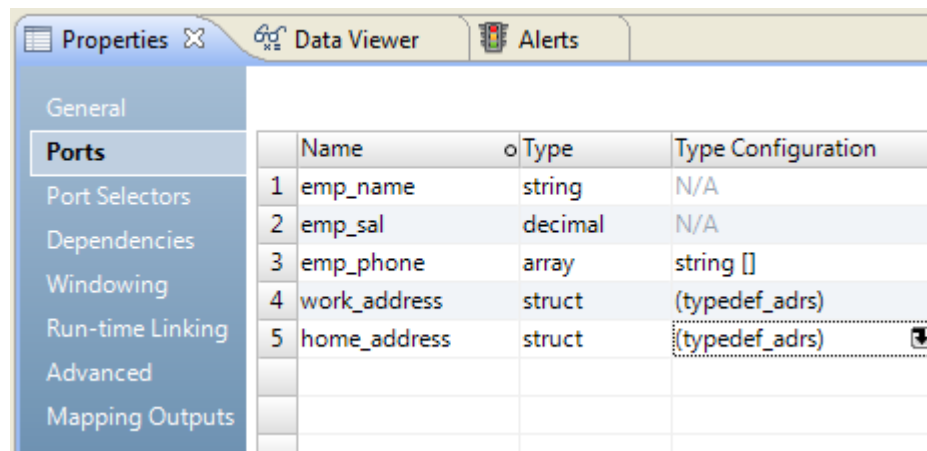 Properties Data Viewer Alerts
General
Ports
Port Selectors
Dependencies
Windowing
Run-time Linking
Advanced
Mapping Outputs
Name Type Type Configuration
1 emp_name string N/A
2 emp_sal decimal N/A
3 emp_phone array string []
4 work_address struct (typedef_adrs)
5 home_address struct (typedef_adrs)